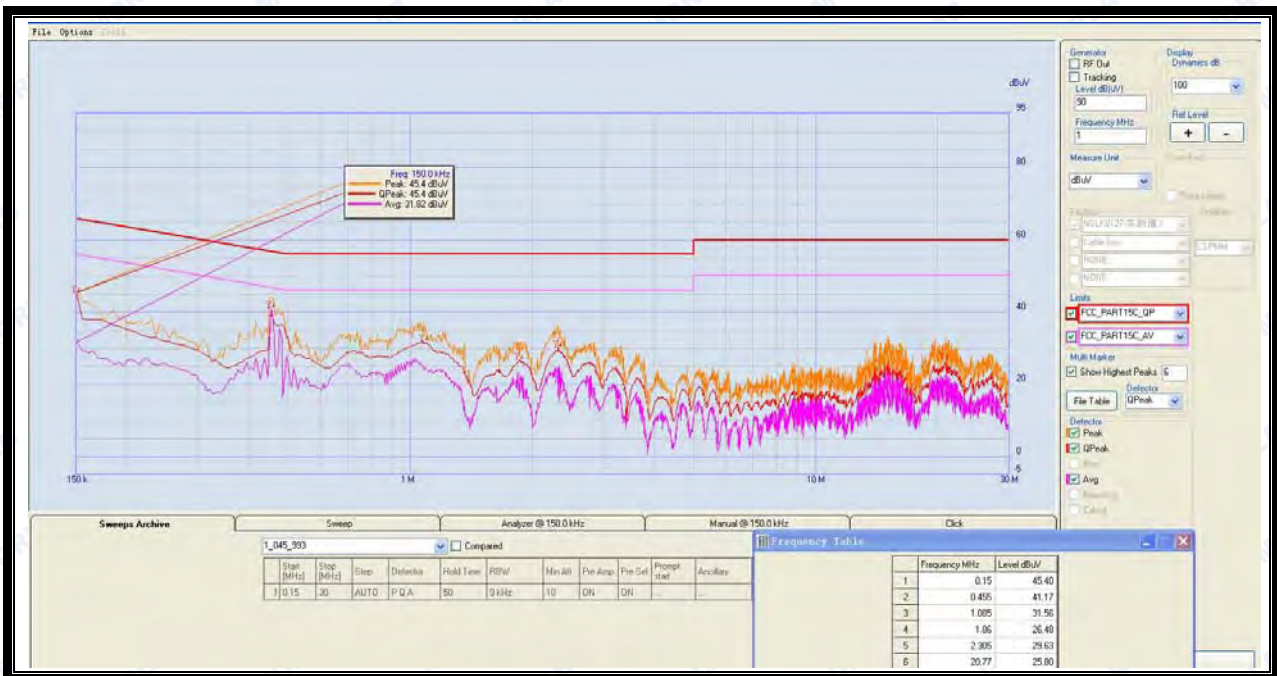 File Options
dBuV
95
80
60
40
20
0
-5
150 k
1 M
10 M
30 M
Freq: 150.0 kHz
Peak: 45.4 dBuV
QPeak: 45.4 dBuV
Avg: 31.82 dBuV
Generator
RF Out
Tracking
Level dB(uV)
90
Frequency MHz
1
Display
Dynamics dB
100
Ref Level
+ -
Measure Unit
dBuV
Limits
FCC_PART15C_QP
FCC_PART15C_AV
Multi Marker
Show Highest Peaks 6
File Table
Detector
QPeak
Detector
Peak
QPeak
Avg
Sweeps Archive Sweep Analyzer @ 150.0 kHz Manual @ 150.0 kHz Click
1_045_993 Compared
Start [MHz] Stop [MHz] Step Detector Hold Time RBW Min Att Pre Amp Pre Sel Prompt start Ancillary
1 0.15 30 AUTO P Q A 50 9 kHz 10 ON ON ... ...
Frequency Table
Frequency MHz Level dBuV
1 0.15 45.40
2 0.455 41.17
3 1.085 31.56
4 1.86 26.48
5 2.305 29.63
6 20.77 25.80